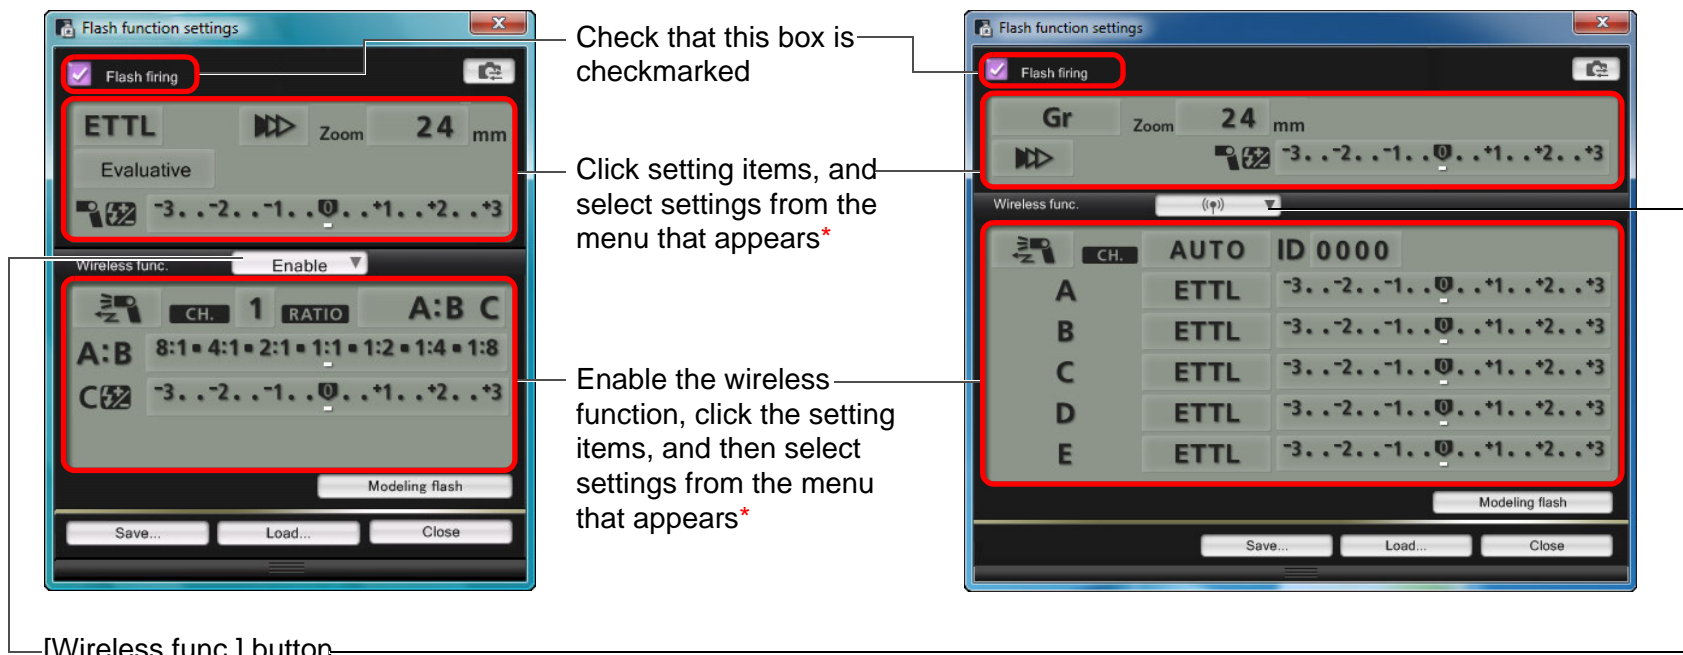 Flash function settings
Flash firing
ETTL
Zoom 24 mm
Evaluative
-3..-2..-1..0..+1..+2..+3
Wireless func. Enable
CH. 1 RATIO A:B C
A:B 8:1▪4:1▪2:1▪1:1▪1:2▪1:4▪1:8
C -3..-2..-1..0..+1..+2..+3
Modeling flash
Save... Load... Close
[Wireless func.] button
Check that this box is
checkmarked
Click setting items, and
select settings from the
menu that appears*
Enable the wireless
function, click the setting
items, and then select
settings from the menu
that appears*
Flash function settings
Flash firing
Gr Zoom 24 mm
-3..-2..-1..0..+1..+2..+3
Wireless func.
CH. AUTO ID 0000
A ETTL -3..-2..-1..0..+1..+2..+3
B ETTL -3..-2..-1..0..+1..+2..+3
C ETTL -3..-2..-1..0..+1..+2..+3
D ETTL -3..-2..-1..0..+1..+2..+3
E ETTL -3..-2..-1..0..+1..+2..+3
Modeling flash
Save... Load... Close